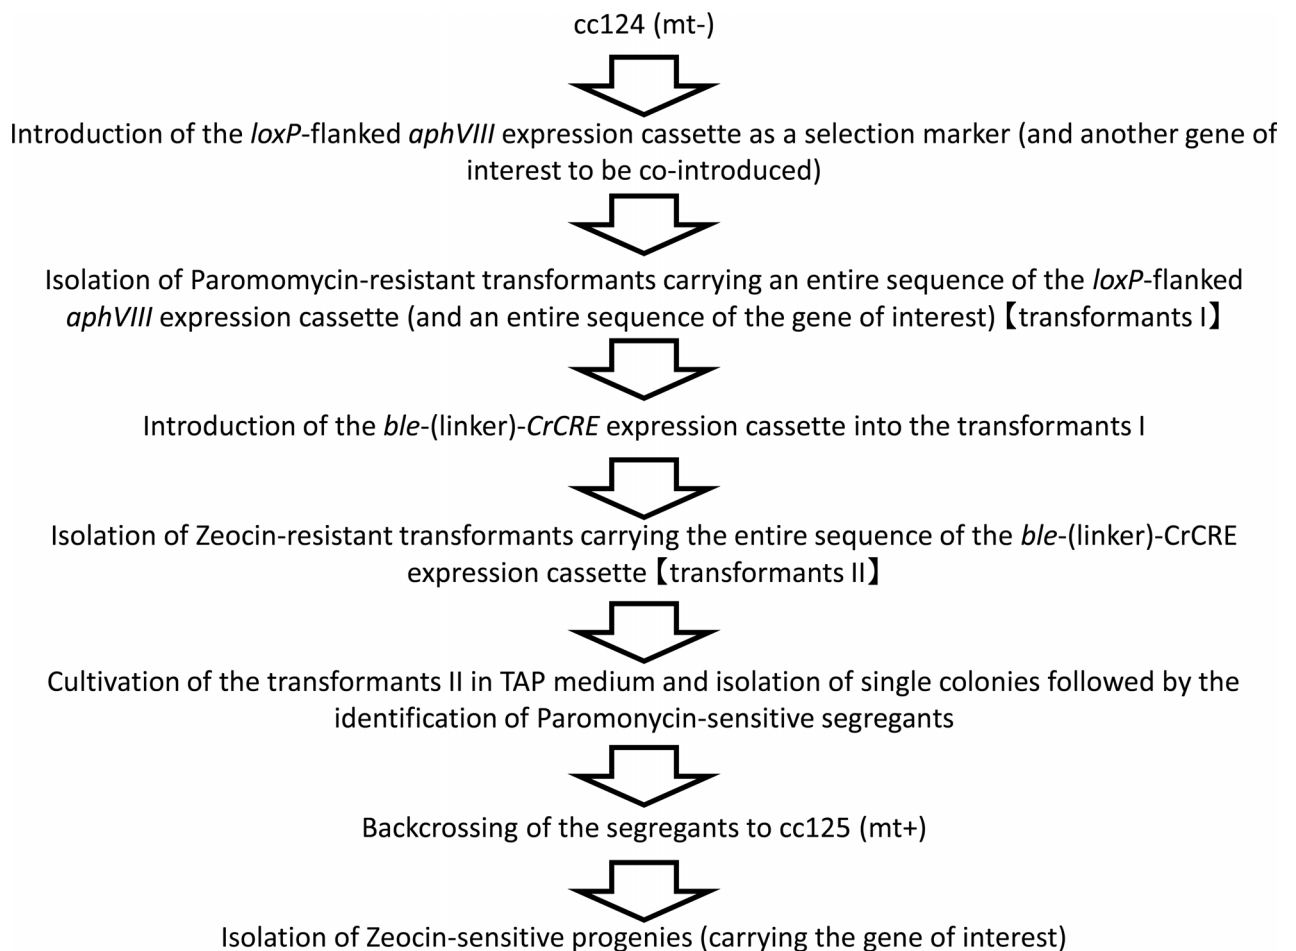 cc124 (mt-)
Introduction of the loxP-flanked aphVIII expression cassette as a selection marker (and another gene of
interest to be co-introduced)
Isolation of Paromomycin-resistant transformants carrying an entire sequence of the loxP-flanked
aphVIII expression cassette (and an entire sequence of the gene of interest)【transformants I】
Introduction of the ble-(linker)-CrCRE expression cassette into the transformants I
Isolation of Zeocin-resistant transformants carrying the entire sequence of the ble-(linker)-CrCRE
expression cassette【transformants II】
Cultivation of the transformants II in TAP medium and isolation of single colonies followed by the
identification of Paromonycin-sensitive segregants
Backcrossing of the segregants to cc125 (mt+)
Isolation of Zeocin-sensitive progenies (carrying the gene of interest)